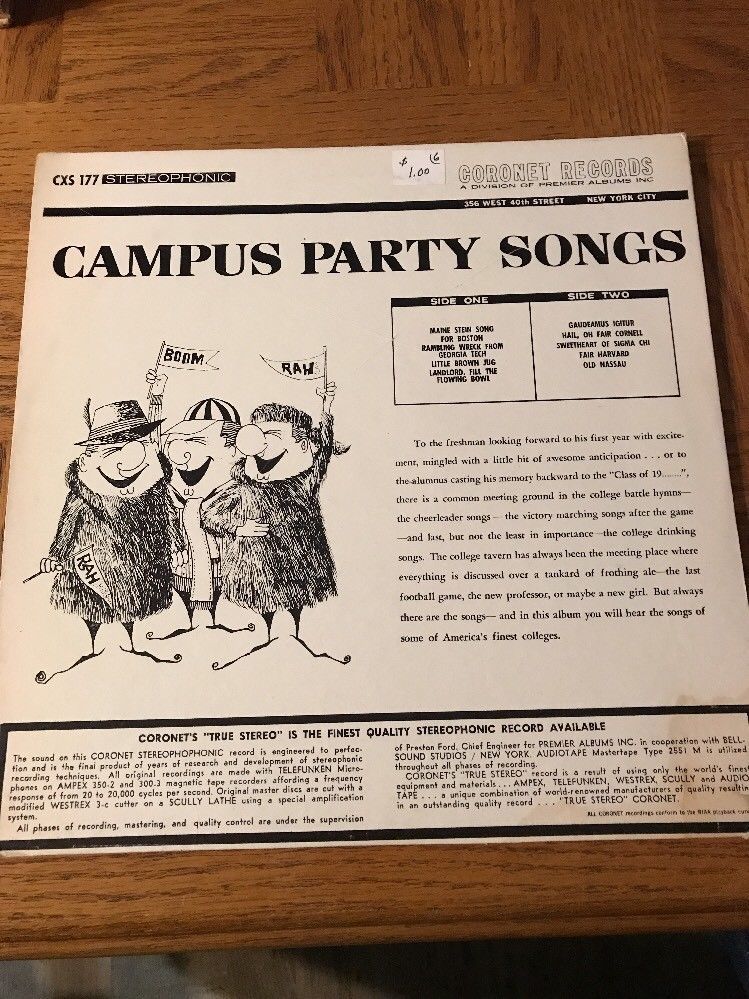 CXS 177 STEREOPHONIC
$ 1.00 16
CORONET RECORDS
A DIVISION OF PREMIER ALBUMS INC
356 WEST 40th STREET NEW YORK CITY
CAMPUS PARTY SONGS
SIDE ONE
MAINE STEIN SONG
FOR BOSTON
RAMBLING WRECK FROM
GEORGIA TECH
LITTLE BROWN JUG
LANDLORD, FILL THE
FLOWING BOWL
SIDE TWO
GAUDEAMUS IGITUR
HAIL, OH FAIR CORNELL
SWEETHEART OF SIGMA CHI
FAIR HARVARD
OLD NASSAU
BOOM
RAH
RAH
To the freshman looking forward to his first year with excite-
ment, mingled with a little bit of awesome anticipation . . . or to
the alumnus casting his memory backward to the "Class of 19........",
there is a common meeting ground in the college battle hymns—
the cheerleader songs — the victory marching songs after the game
—and last, but not the least in importance—the college drinking
songs. The college tavern has always been the meeting place where
everything is discussed over a tankard of frothing ale—the last
football game, the new professor, or maybe a new girl. But always
there are the songs— and in this album you will hear the songs of
some of America's finest colleges.
CORONET'S "TRUE STEREO" IS THE FINEST QUALITY STEREOPHONIC RECORD AVAILABLE
The sound on this CORONET STEREOPHOPHONIC record is engineered to perfec-
tion and is the final product of years of research and development of stereophonic
recording techniques. All original recordings are made with TELEFUNKEN Micro-
phones on AMPEX 350-2 and 300-3 magnetic tape recorders affording a frequency
response of from 20 to 20,000 cycles per second. Original master discs are cut with a
modified WESTREX 3-c cutter on a SCULLY LATHE using a special amplification
system.
All phases of recording, mastering, and quality control are under the supervision
of Preston Ford, Chief Engineer for PREMIER ALBUMS INC. in cooperation with BELL-
SOUND STUDIOS / NEW YORK. AUDIOTAPE Mastertape Type 2551 M is utilized
throughout all phases of recording.
CORONET'S "TRUE STEREO" record is a result of using only the world's finest
equipment and materials . . . AMPEX, TELEFUNKEN, WESTREX, SCULLY and AUDIO
TAPE . . . a unique combination of world-renowned manufacturers of quality resulting
in an outstanding quality record . . . "TRUE STEREO" CORONET.
ALL CORONET recordings conform to the RIAA playback curve